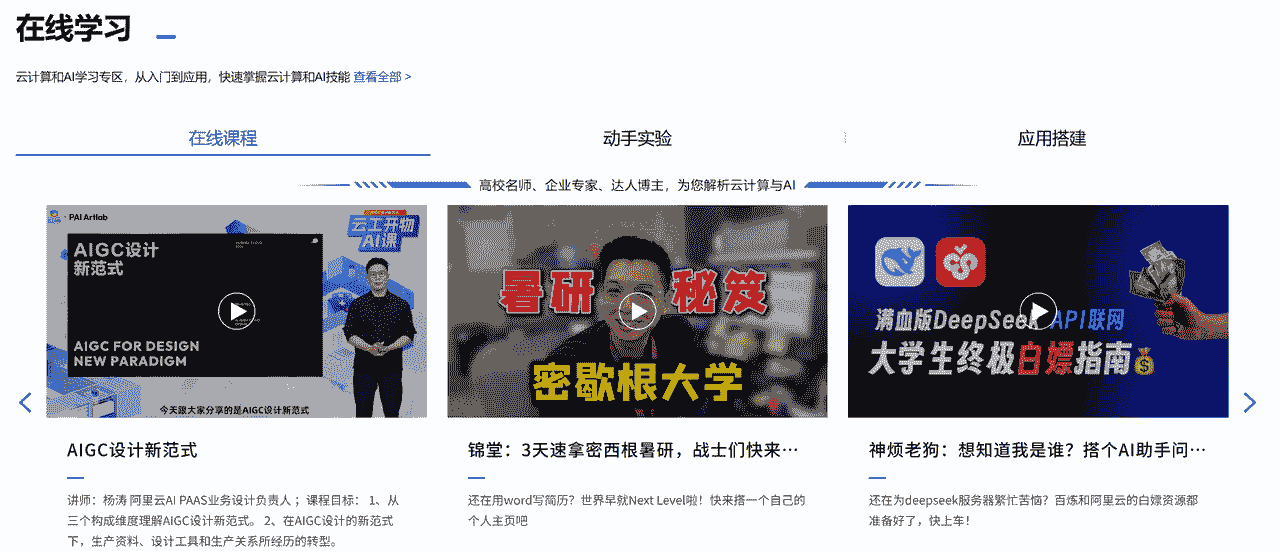 在线学习
云计算和AI学习专区，从入门到应用，快速掌握云计算和AI技能 查看全部 >
在线课程
动手实验
应用搭建
高校名师、企业专家、达人博主，为您解析云计算与AI
PAI Artlab
云工开物
AI课
AIGC设计
新范式
AIGC FOR DESIGN
NEW PARADIGM
今天跟大家分享的是AIGC设计新范式
暑研 秘笈
密歇根大学
满血版DeepSeek API联网
大学生终极白嫖指南
AIGC设计新范式
讲师：杨涛 阿里云AI PAAS业务设计负责人 ；课程目标： 1、从
三个构成维度理解AIGC设计新范式。 2、在AIGC设计的新范式
下，生产资料、设计工具和生产关系所经历的转型。
锦堂：3天速拿密西根暑研，战士们快来···
还在用word写简历？世界早就Next Level啦！快来搭一个自己的
个人主页吧
神烦老狗：想知道我是谁？搭个AI助手问···
还在为deepseek服务器繁忙苦恼？百炼和阿里云的白嫖资源都
准备好了，快上车！